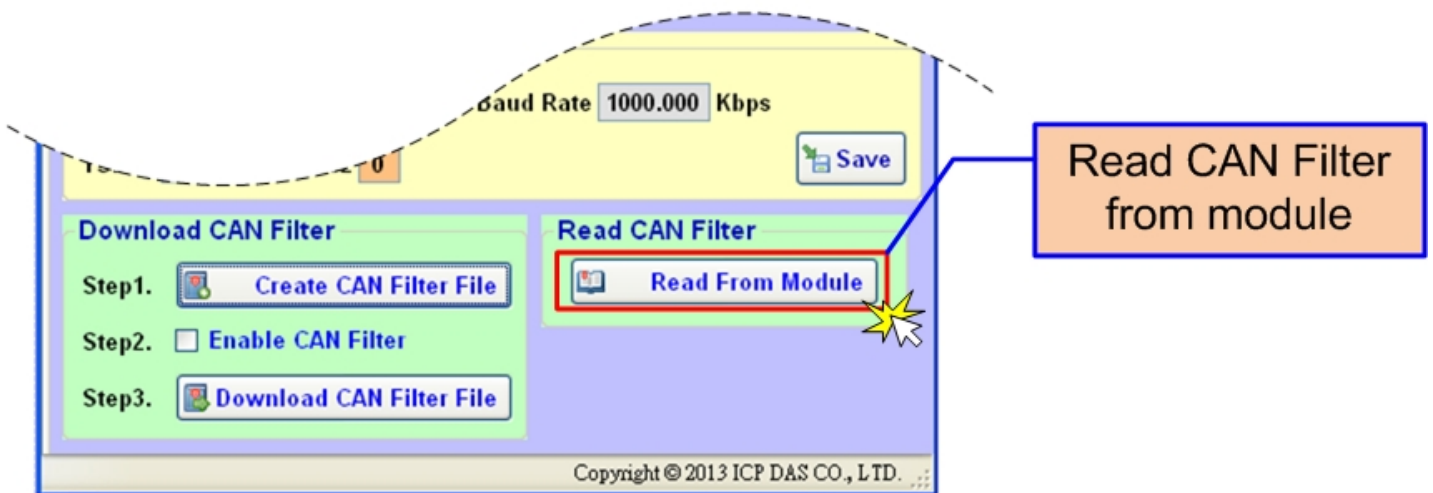 Baud Rate 1000.000 Kbps
0
Save
Read CAN Filter
from module
Download CAN Filter
Step1. Create CAN Filter File
Step2. Enable CAN Filter
Step3. Download CAN Filter File
Read CAN Filter
Read From Module
Copyright © 2013 ICP DAS CO., LTD.